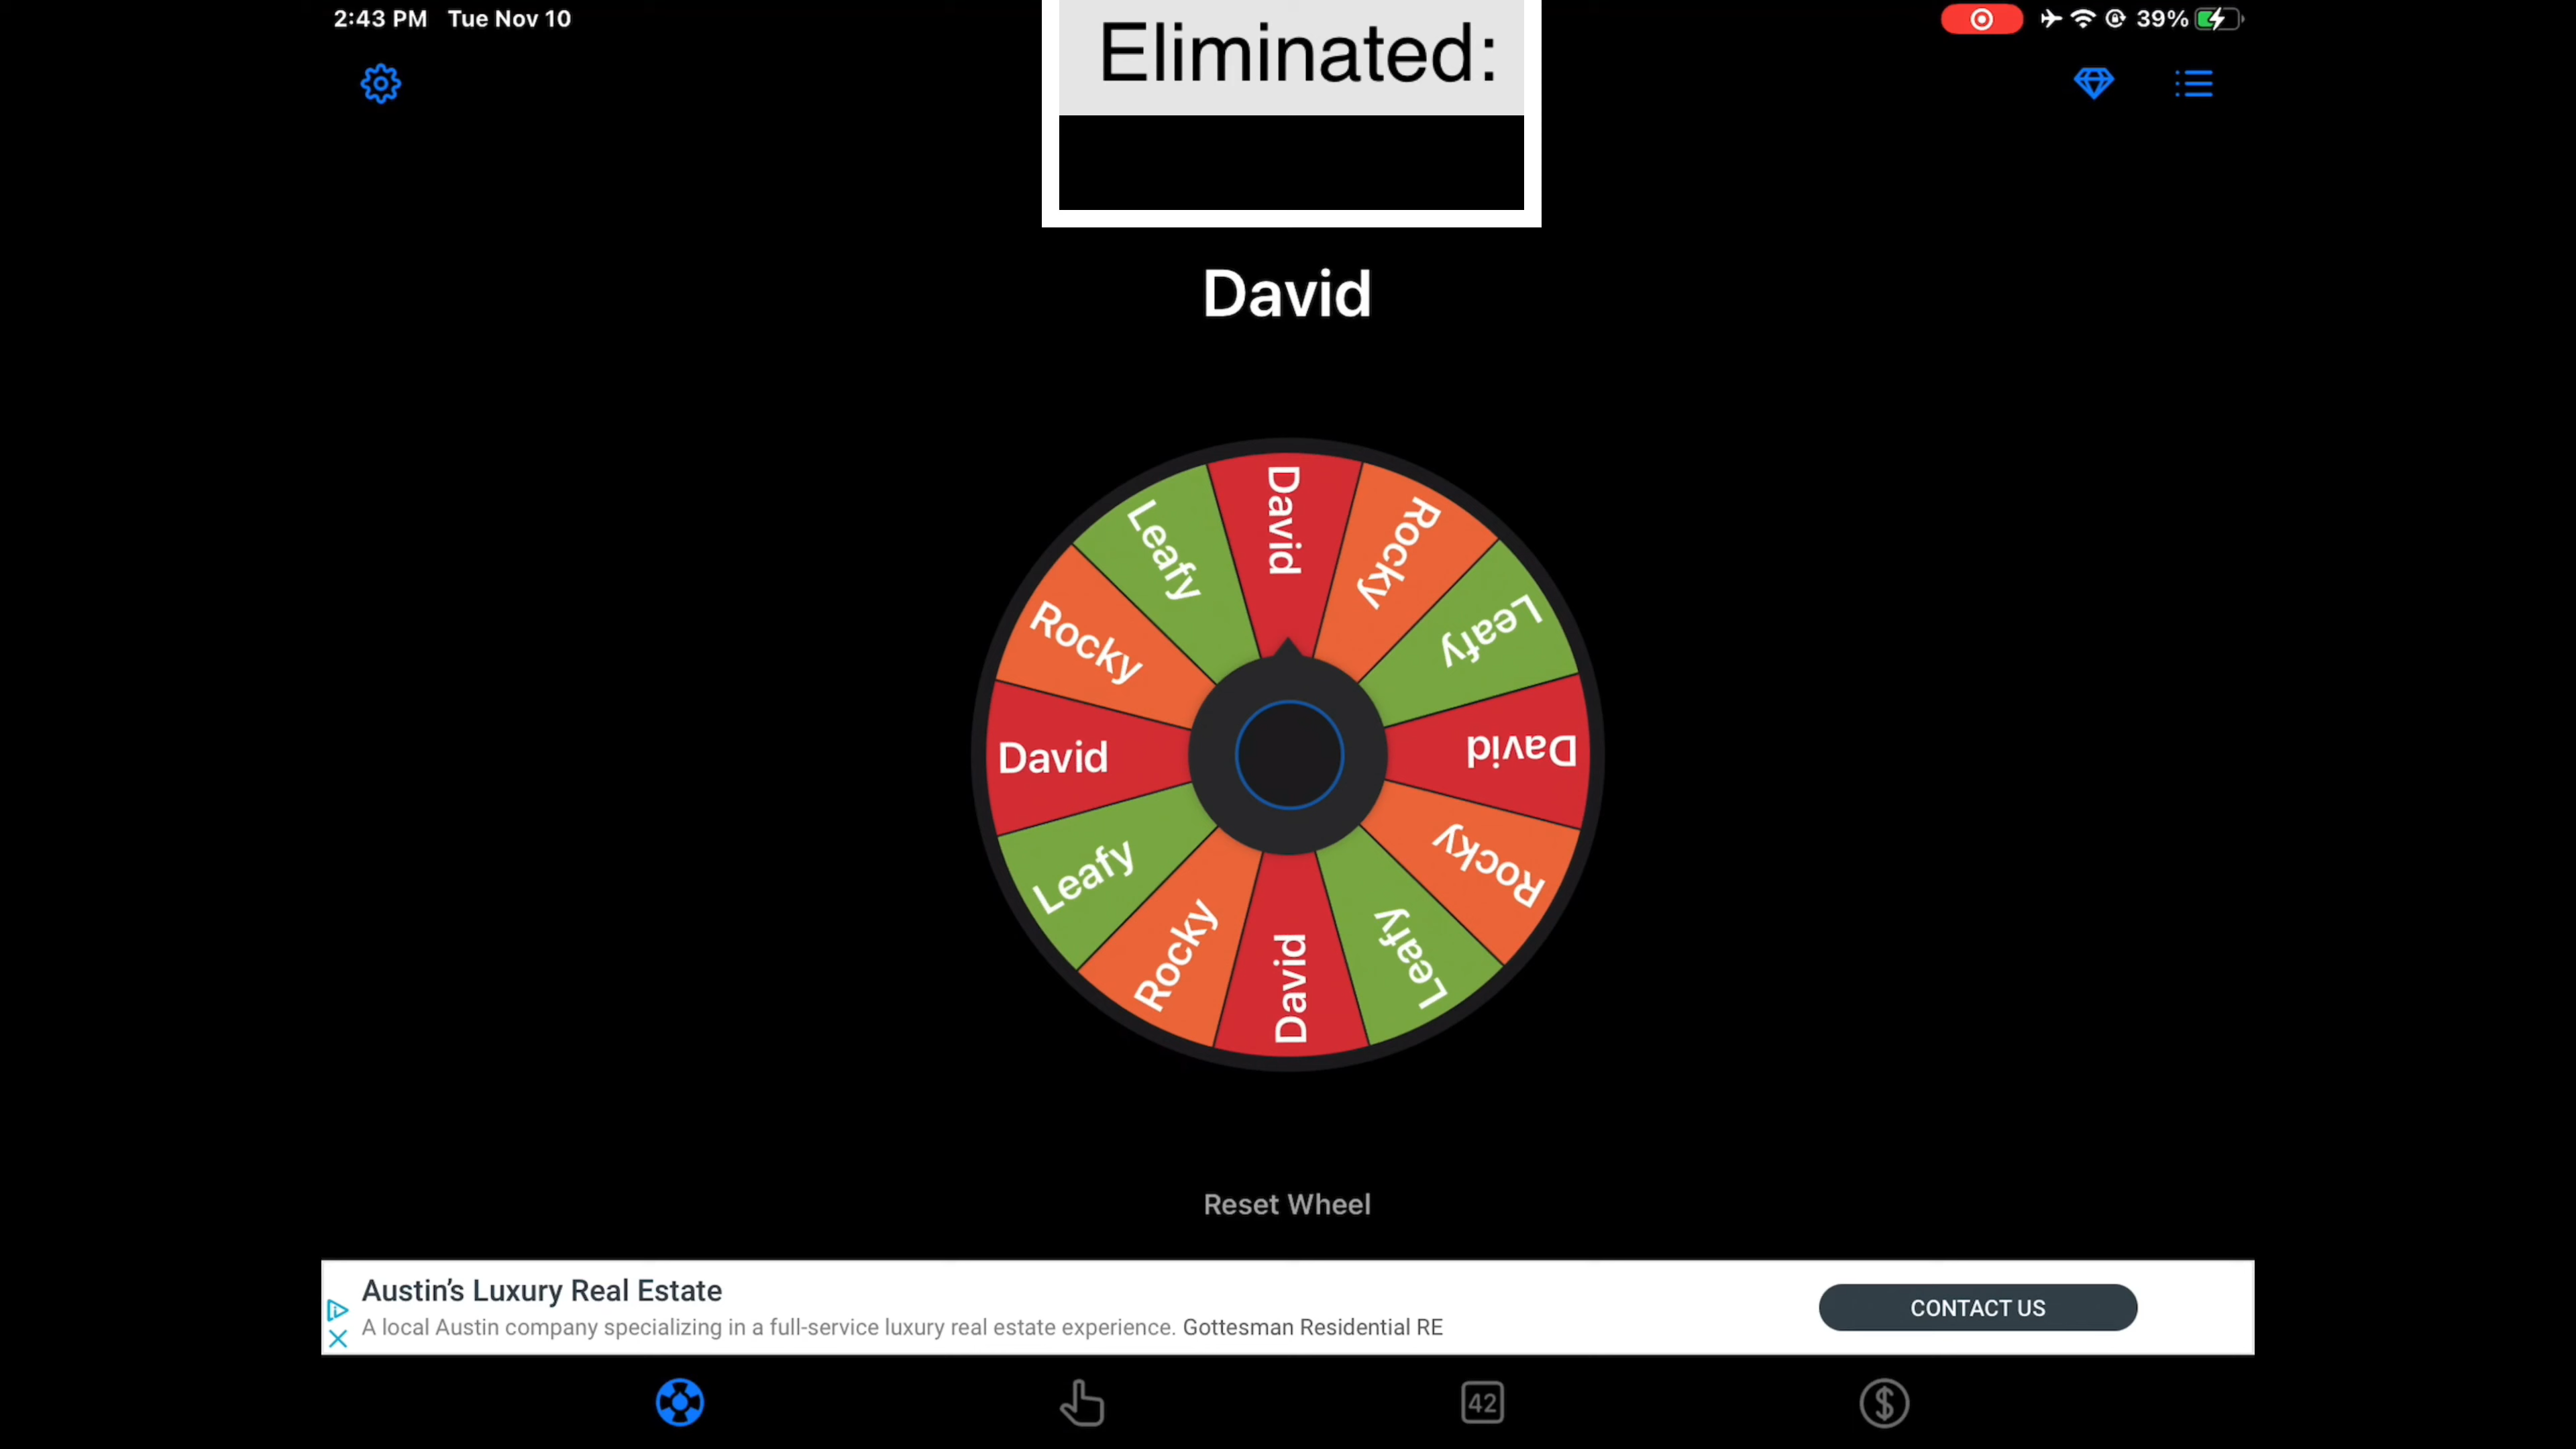 2:43 PM Tue Nov 10
39%
Eliminated:
David
David
Rocky
Leafy
David
Rocky
Leafy
David
Rocky
Leafy
David
Rocky
Leafy
Reset Wheel
Austin's Luxury Real Estate
A local Austin company specializing in a full-service luxury real estate experience. Gottesman Residential RE
CONTACT US
42
$